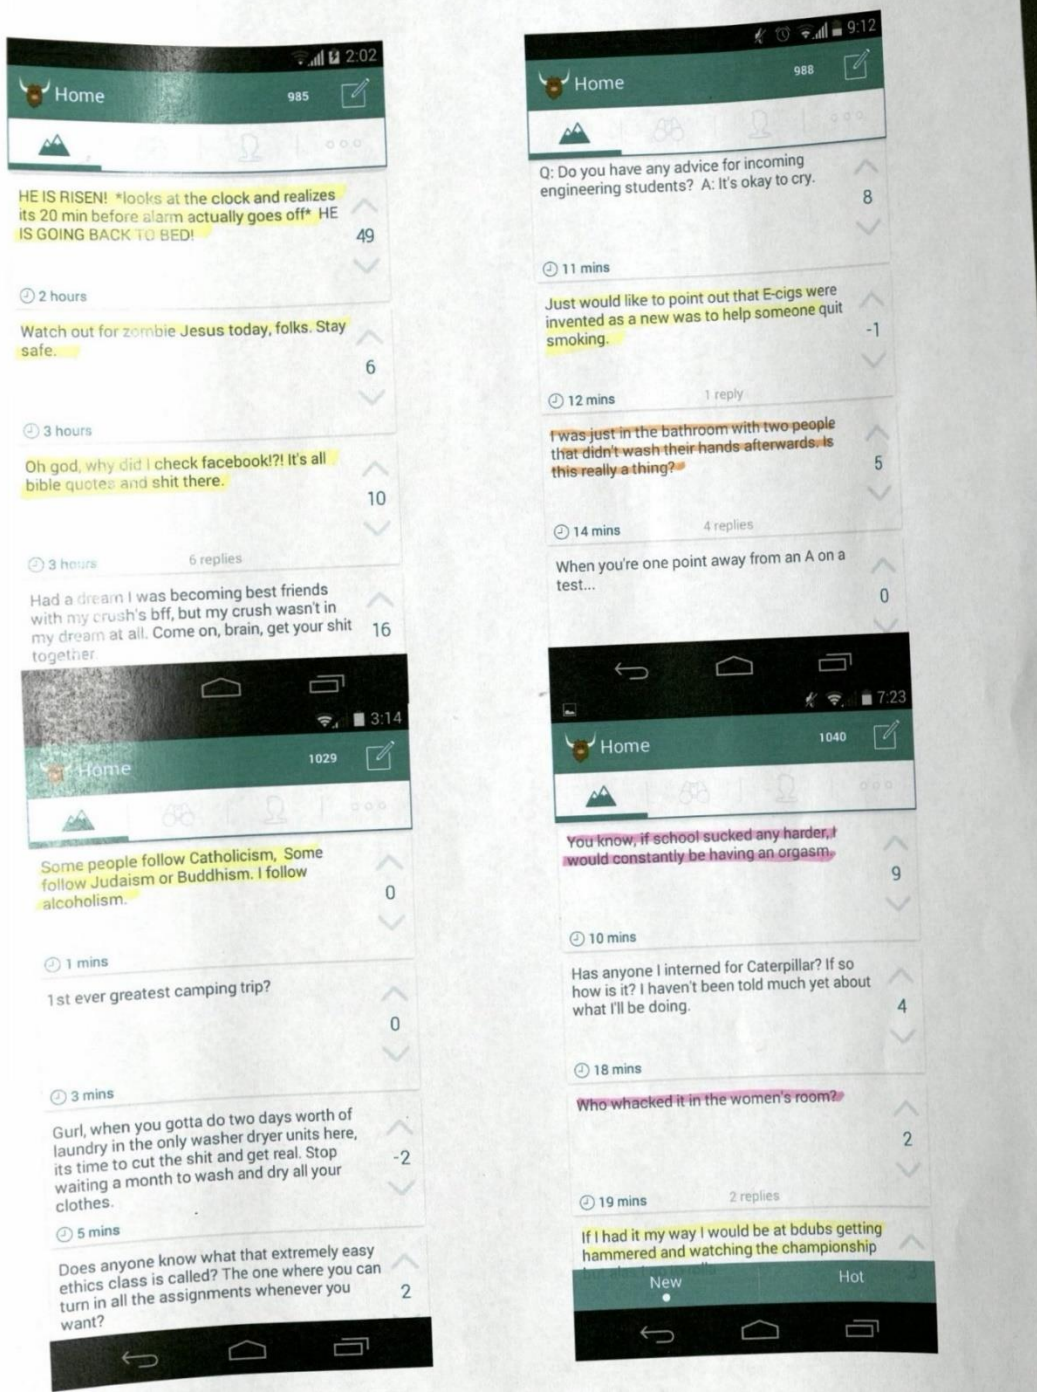 2:02
Home
985
HE IS RISEN! *looks at the clock and realizes
its 20 min before alarm actually goes off* HE
IS GOING BACK TO BED!
49
2 hours
Watch out for zombie Jesus today, folks. Stay
safe.
6
3 hours
Oh god, why did I check facebook!?! It's all
bible quotes and shit there.
10
3 hours
6 replies
Had a dream I was becoming best friends
with my crush's bff, but my crush wasn't in
my dream at all. Come on, brain, get your shit
together
16
3:14
Home
1029
Some people follow Catholicism, Some
follow Judaism or Buddhism. I follow
alcoholism.
0
1 mins
1st ever greatest camping trip?
0
3 mins
Gurl, when you gotta do two days worth of
laundry in the only washer dryer units here,
its time to cut the shit and get real. Stop
waiting a month to wash and dry all your
clothes.
-2
5 mins
Does anyone know what that extremely easy
ethics class is called? The one where you can
turn in all the assignments whenever you
want?
2
9:12
Home
988
Q: Do you have any advice for incoming
engineering students? A: It's okay to cry.
8
11 mins
Just would like to point out that E-cigs were
invented as a new was to help someone quit
smoking.
-1
12 mins
1 reply
I was just in the bathroom with two people
that didn't wash their hands afterwards. Is
this really a thing?
5
14 mins
4 replies
When you're one point away from an A on a
test...
0
7:23
Home
1040
You know, if school sucked any harder, I
would constantly be having an orgasm.
9
10 mins
Has anyone I interned for Caterpillar? If so
how is it? I haven't been told much yet about
what I'll be doing.
4
18 mins
Who whacked it in the women's room?
2
19 mins
2 replies
If I had it my way I would be at bdubs getting
hammered and watching the championship
New
Hot